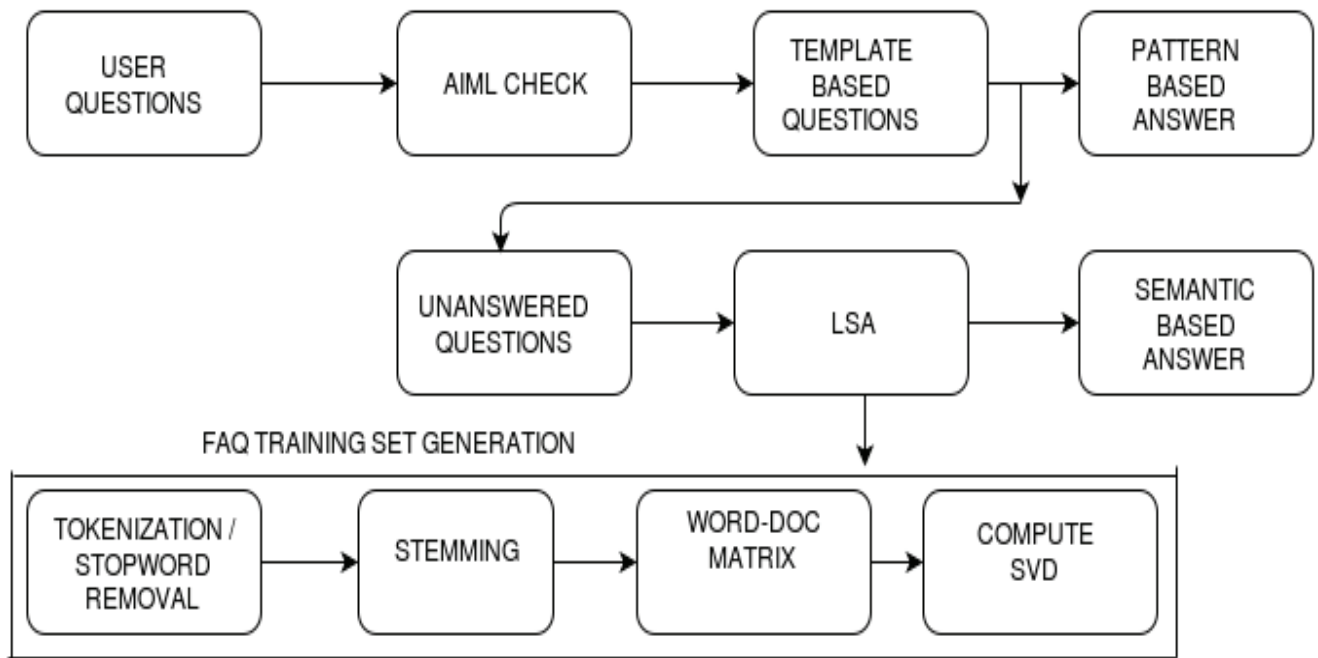 USER
QUESTIONS
AIML CHECK
TEMPLATE
BASED
QUESTIONS
PATTERN
BASED
ANSWER
UNANSWERED
QUESTIONS
LSA
SEMANTIC
BASED
ANSWER
FAQ TRAINING SET GENERATION
TOKENIZATION /
STOPWORD
REMOVAL
STEMMING
WORD-DOC
MATRIX
COMPUTE
SVD